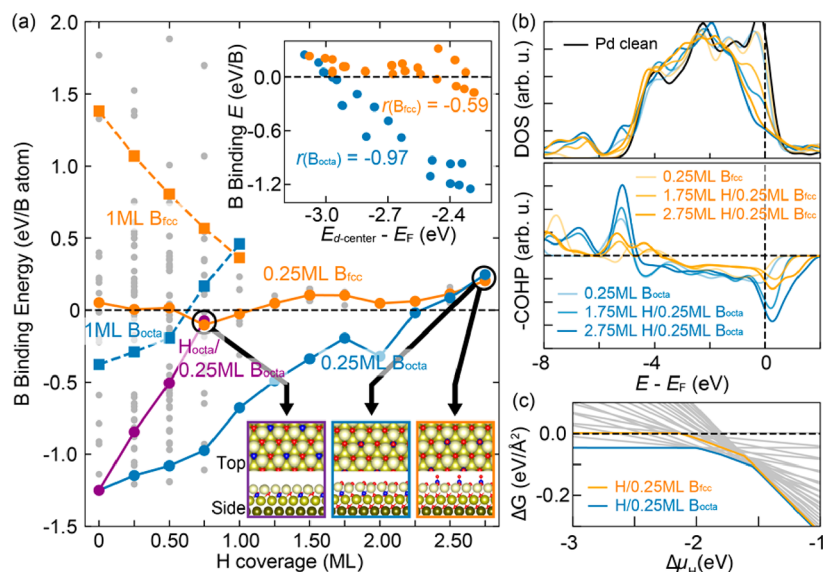 (a)
B Binding Energy (eV/B atom)
2.0
1.5
1.0
0.5
0
-0.5
-1.0
-1.5
0
0.25
0.50
0.75
1.00
1.25
1.50
1.75
2.00
2.25
2.50
H coverage (ML)
1ML Bfcc
1ML Bocta
Hocta/
0.25ML Bocta
0.25ML Bfcc
0.25ML Bocta
Top
Side
B Binding E (eV/B)
0.0
-0.6
-1.2
r(Bfcc) = -0.59
r(Bocta) = -0.97
-3.0
-2.7
-2.4
Ed-center - EF (eV)
(b)
DOS (arb. u.)
Pd clean
-COHP (arb. u.)
0.25ML Bfcc
1.75ML H/0.25ML Bfcc
2.75ML H/0.25ML Bfcc
0.25ML Bocta
1.75ML H/0.25ML Bocta
2.75ML H/0.25ML Bocta
-8
-4
0
E - EF (eV)
(c)
ΔG (eV/Å²)
0.0
-0.2
H/0.25ML Bfcc
H/0.25ML Bocta
-3
-2
-1
ΔμH(eV)